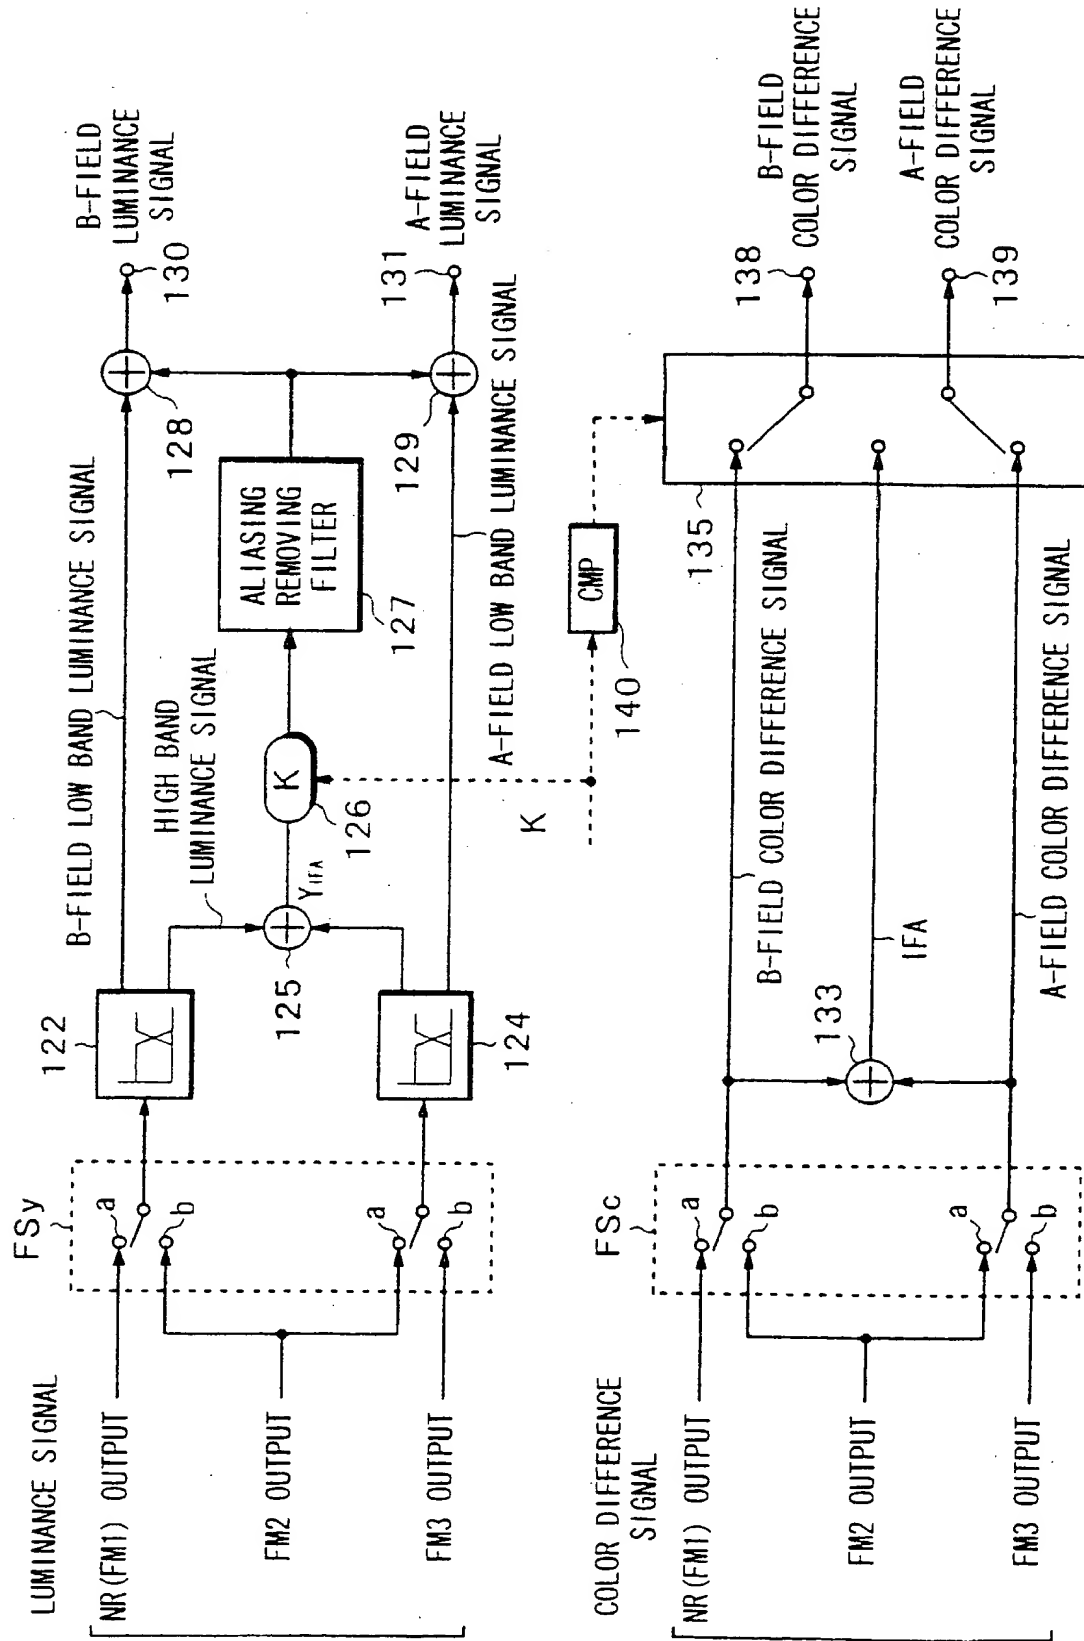 LUMINANCE SIGNAL
NR(FM1) OUTPUT
FM2 OUTPUT
FM3 OUTPUT
FSy
a
b
a
b
122
124
B-FIELD LOW BAND LUMINANCE SIGNAL
HIGH BAND
LUMINANCE SIGNAL
125
YIFA
K
126
K
ALIASING
REMOVING
FILTER
127
A-FIELD LOW BAND LUMINANCE SIGNAL
128
129
130
131
B-FIELD
LUMINANCE
SIGNAL
A-FIELD
LUMINANCE
SIGNAL
CMP
140
COLOR DIFFERENCE
SIGNAL
NR(FM1) OUTPUT
FM2 OUTPUT
FM3 OUTPUT
FSc
a
b
a
b
133
IFA
B-FIELD COLOR DIFFERENCE SIGNAL
A-FIELD COLOR DIFFERENCE SIGNAL
135
138
139
B-FIELD
COLOR DIFFERENCE
SIGNAL
A-FIELD
COLOR DIFFERENCE
SIGNAL